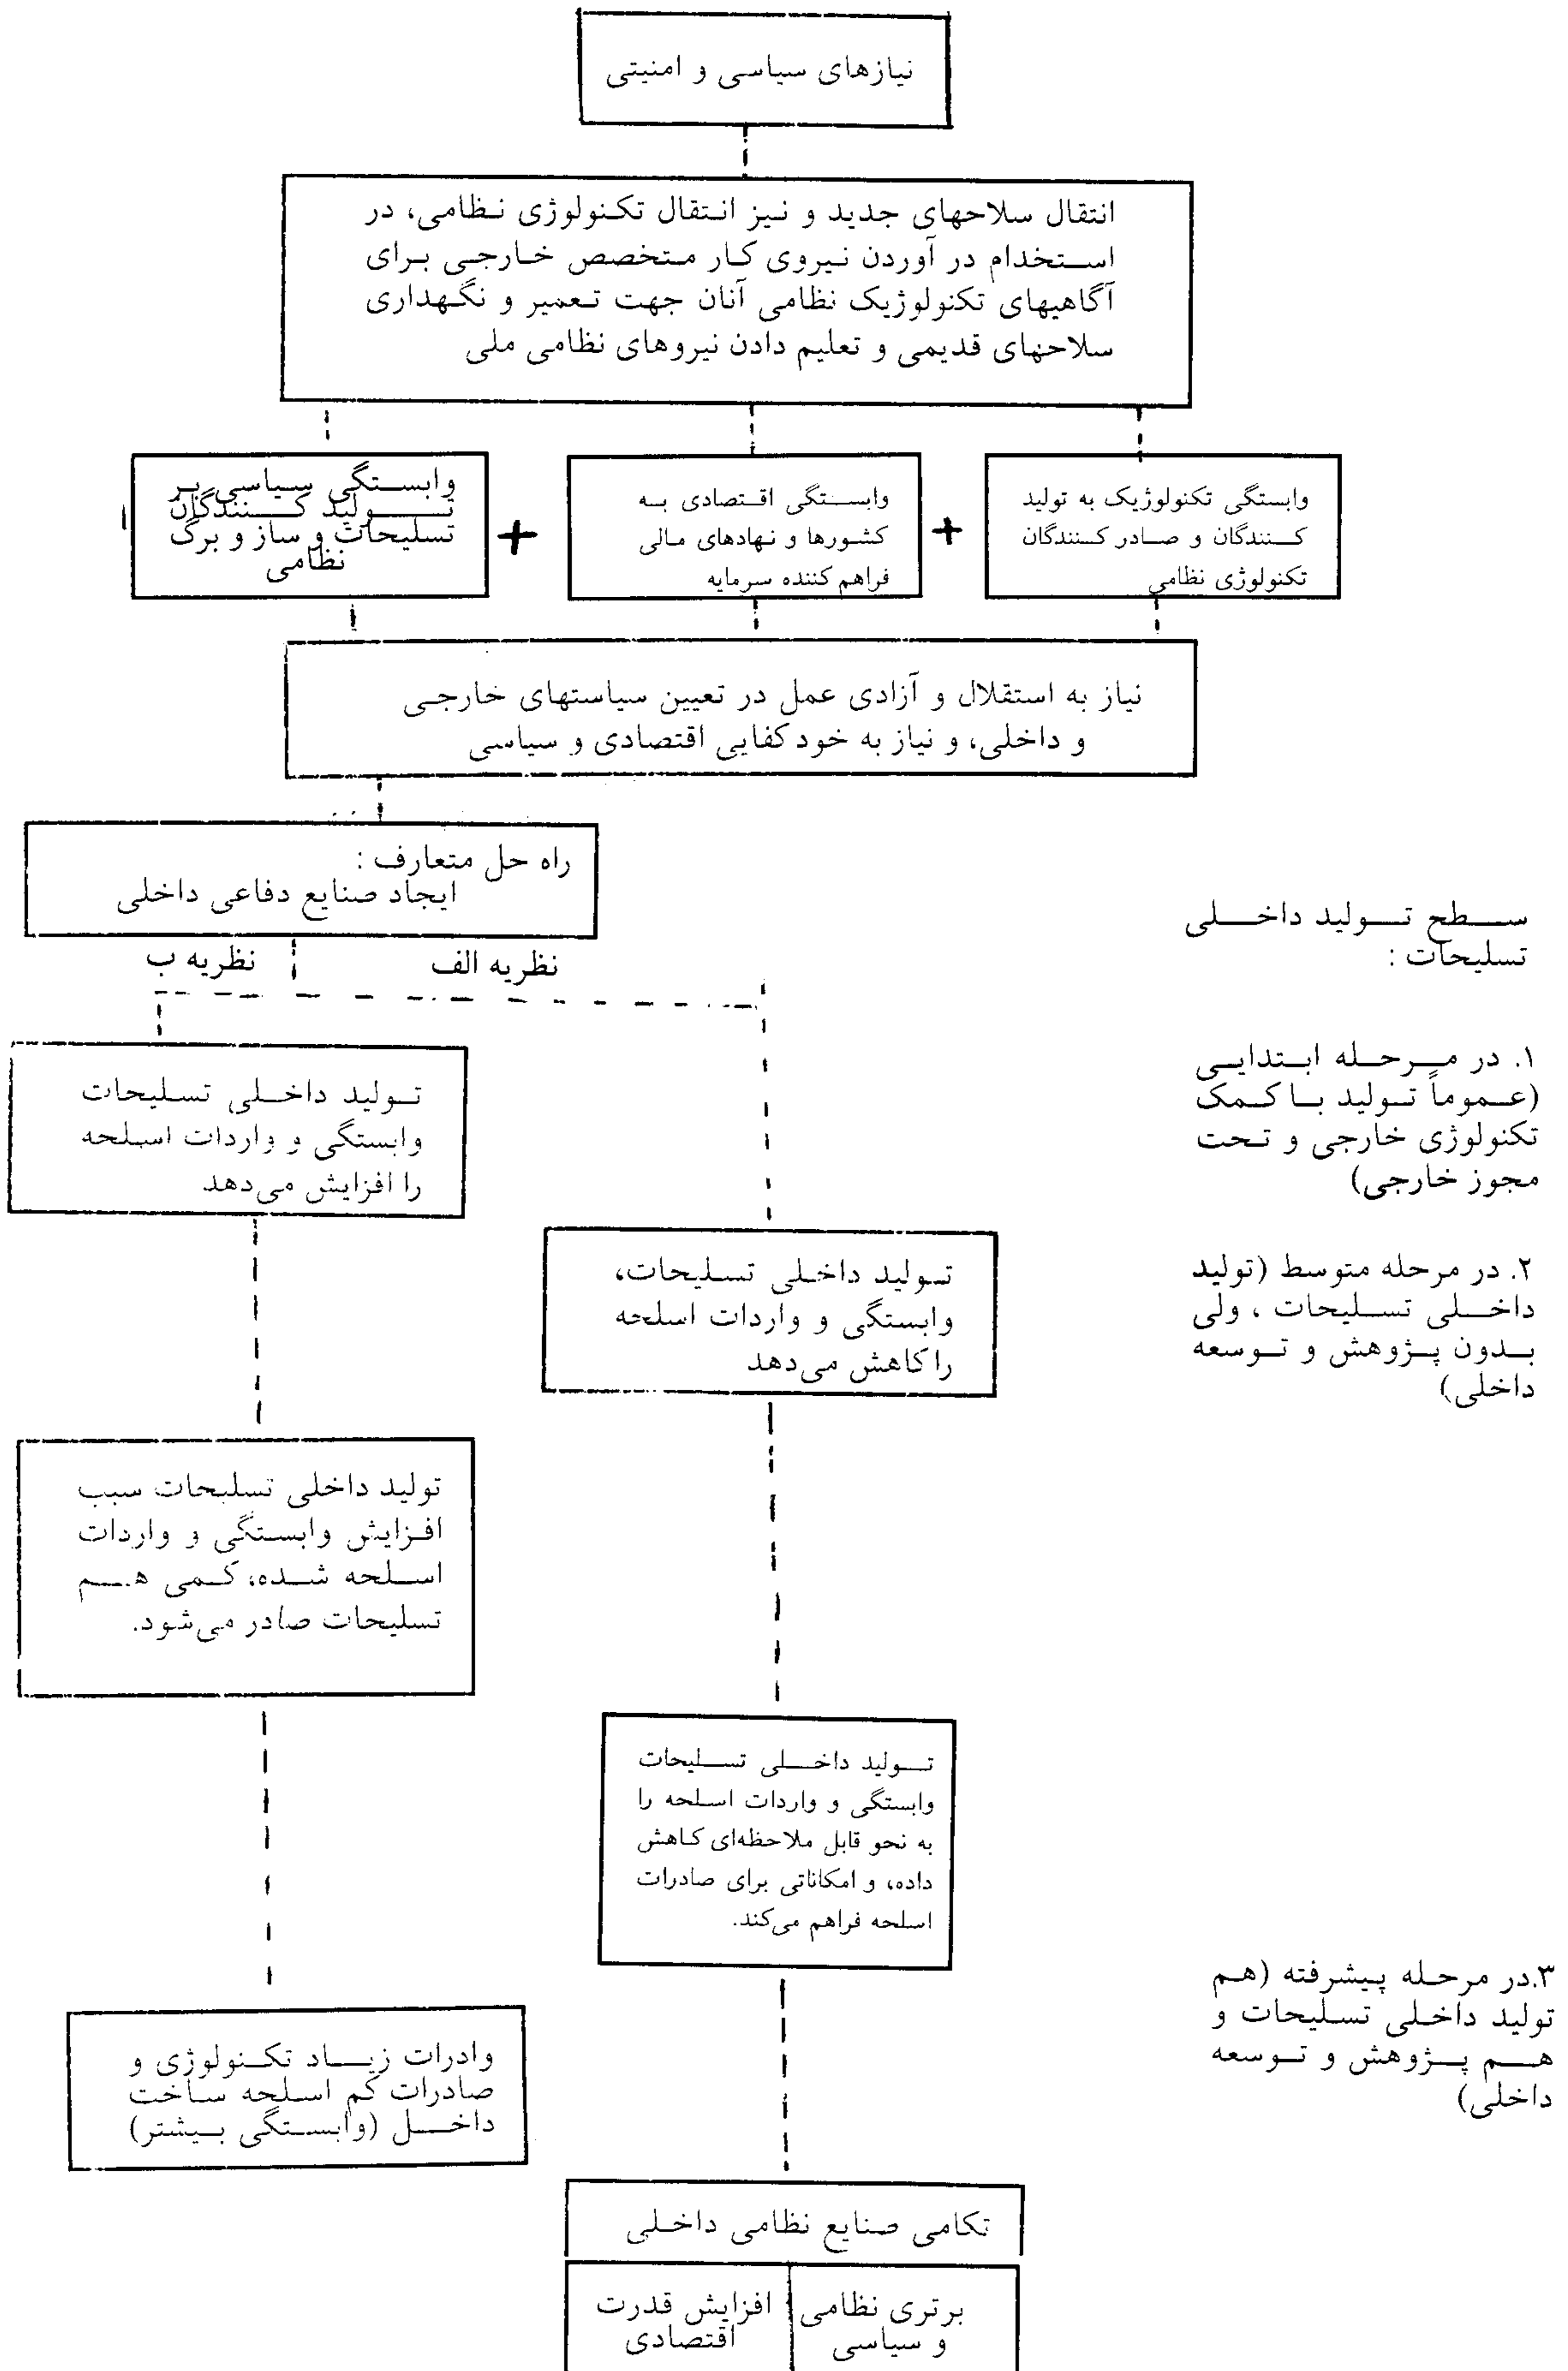 نیازهای سیاسی و امنیتی
انتقال سلاحهای جدید و نیز انتقال تکنولوژی نظامی، در
استخدام در آوردن نیروی کار متخصص خارجی برای
آگاهیهای تکنولوژیک نظامی آنان جهت تعمیر و نگهداری
سلاحهای قدیمی و تعلیم دادن نیروهای نظامی ملی
وابستگی تکنولوژیک به تولید
کنندگان و صادر کنندگان
تکنولوژی نظامی
+
وابستگی اقتصادی به
کشورها و نهادهای مالی
فراهم کننده سرمایه
+
وابستگی سیاسی بر
تولید کنندگان
تسلیحات و ساز و برگ
نظامی
نیاز به استقلال و آزادی عمل در تعیین سیاستهای خارجی
و داخلی، و نیاز به خودکفایی اقتصادی و سیاسی
راه حل متعارف :
ایجاد صنایع دفاعی داخلی
نظریه الف
نظریه ب
سطح تولید داخلی
تسلیحات :
۱. در مرحله ابتدایی
(عموماً تولید با کمک
تکنولوژی خارجی و تحت
مجوز خارجی)
تولید داخلی تسلیحات
وابستگی و واردات اسلحه
را افزایش می‌دهد
۲. در مرحله متوسط (تولید
داخلی تسلیحات ، ولی
بدون پژوهش و توسعه
داخلی)
تولید داخلی تسلیحات،
وابستگی و واردات اسلحه
را کاهش می‌دهد
تولید داخلی تسلیحات سبب
افزایش وابستگی و واردات
اسلحه شده، کمی هم
تسلیحات صادر می‌شود.
تولید داخلی تسلیحات
وابستگی و واردات اسلحه را
به نحو قابل ملاحظه‌ای کاهش
داده، و امکاناتی برای صادرات
اسلحه فراهم می‌کند.
۳.در مرحله پیشرفته (هم
تولید داخلی تسلیحات و
هم پژوهش و توسعه
داخلی)
وادرات زیاد تکنولوژی و
صادرات کم اسلحه ساخت
داخل (وابستگی بیشتر)
تکامی صنایع نظامی داخلی
برتری نظامی
و سیاسی
افزایش قدرت
اقتصادی